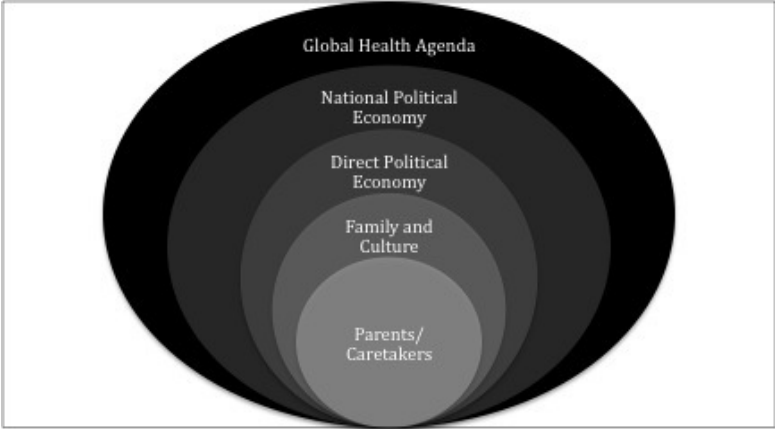 Global Health Agenda
National Political
Economy
Direct Political
Economy
Family and
Culture
Parents/
Caretakers